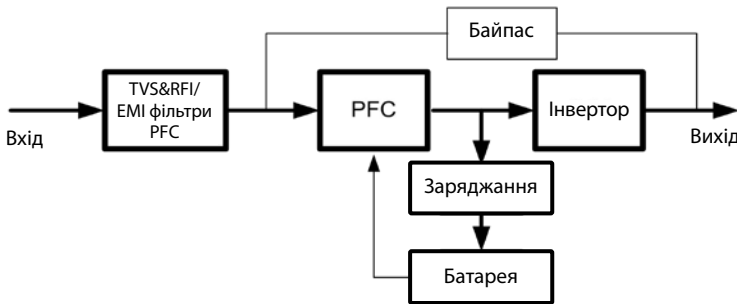 Байпас
TVS&RFI/
EMI фільтри
PFC
PFC
Інвертор
Вхід
Вихід
Заряджання
Батарея